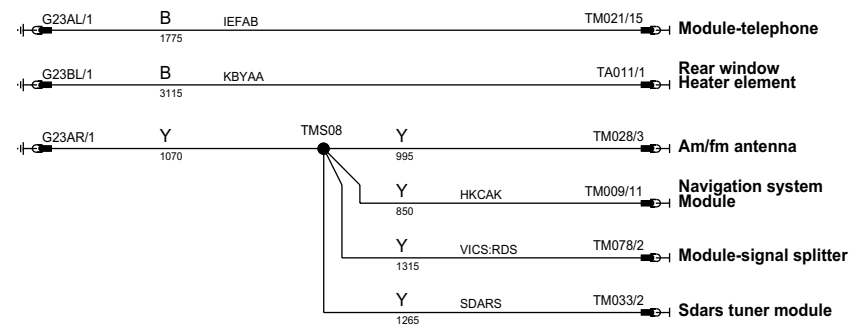 G23AL/1 B IEFAB TM021/15 Module-telephone
1775
G23BL/1 B KBYAA TA011/1 Rear window
Heater element
3115
G23AR/1 Y TMS08 Y TM028/3 Am/fm antenna
1070 995
Y HKCAK TM009/11 Navigation system
Module
850
Y VICS:RDS TM078/2 Module-signal splitter
1315
Y SDARS TM033/2 Sdars tuner module
1265